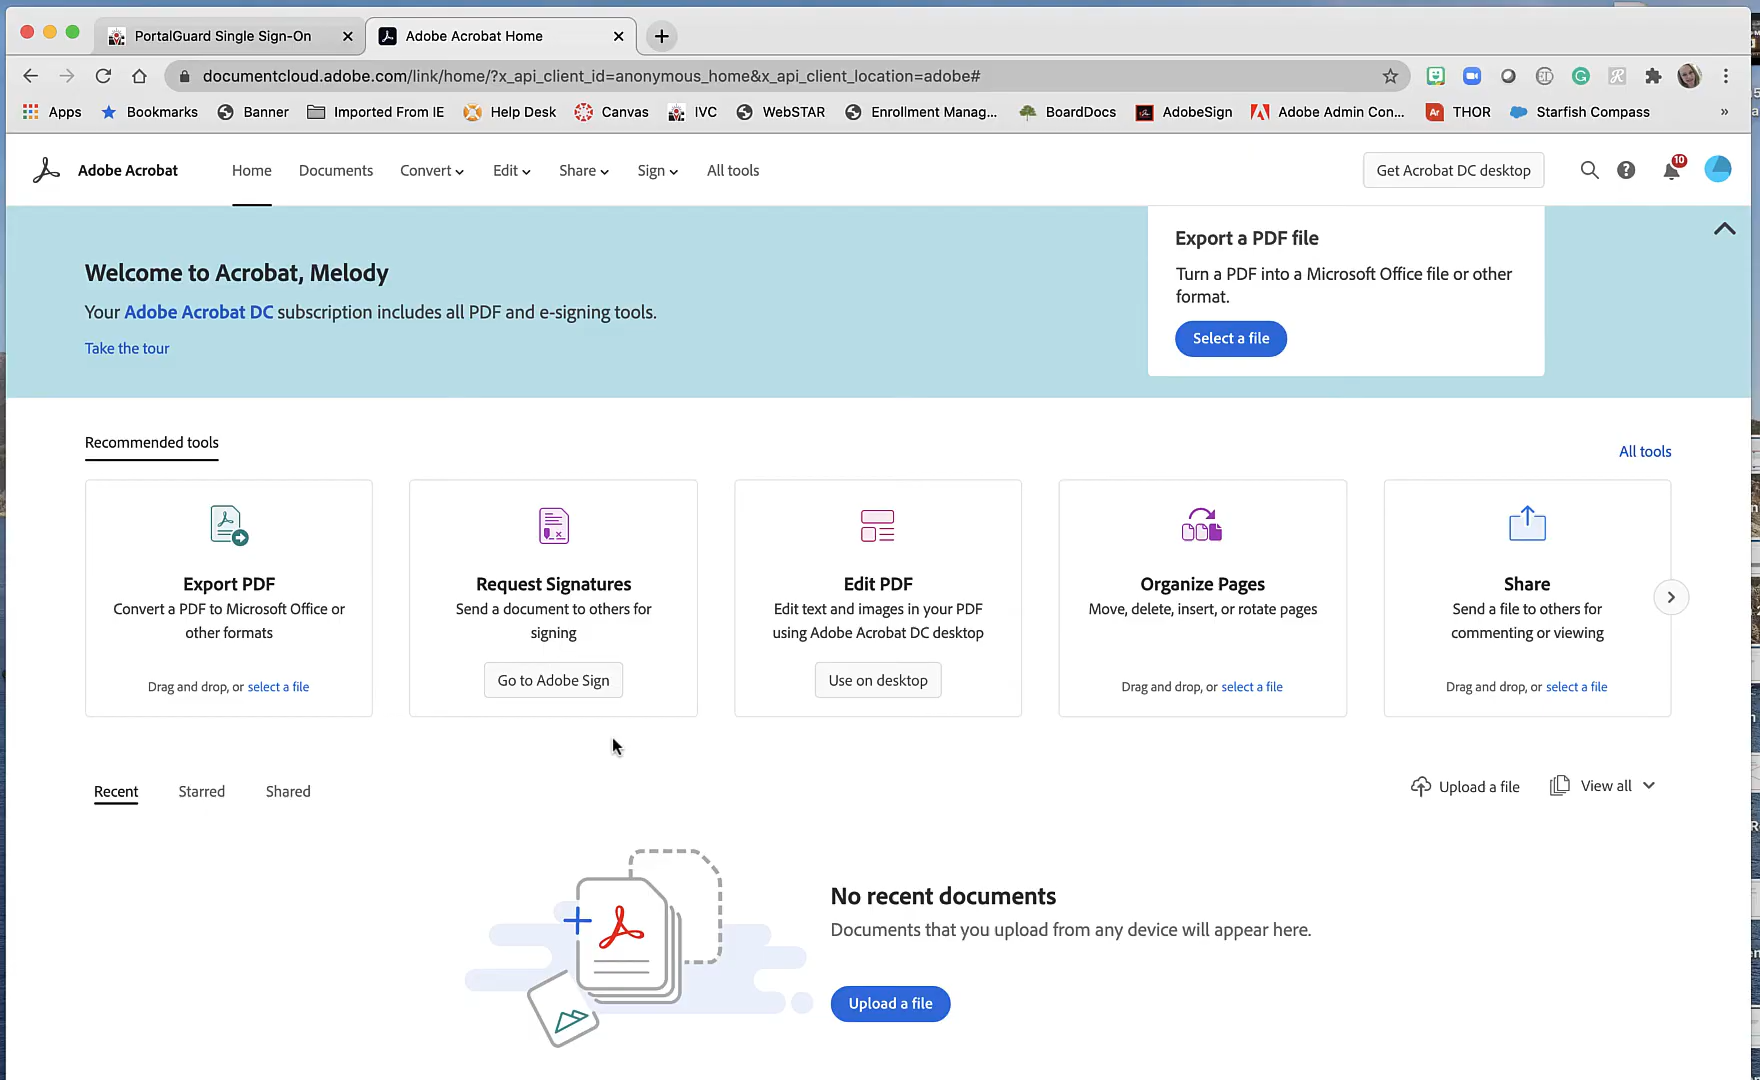 PortalGuard Single Sign-On
Adobe Acrobat Home
documentcloud.adobe.com/link/home/?x_api_client_id=anonymous_home&x_api_client_location=adobe#
Apps Bookmarks Banner Imported From IE Help Desk Canvas IVC WebSTAR Enrollment Manag... BoardDocs AdobeSign Adobe Admin Con... THOR Starfish Compass »
Adobe Acrobat Home Documents Convert Edit Share Sign All tools Get Acrobat DC desktop 10
Welcome to Acrobat, Melody
Your Adobe Acrobat DC subscription includes all PDF and e-signing tools.
Take the tour
Export a PDF file
Turn a PDF into a Microsoft Office file or other
format.
Select a file
Recommended tools
All tools
Export PDF
Convert a PDF to Microsoft Office or
other formats
Drag and drop, or select a file
Request Signatures
Send a document to others for
signing
Go to Adobe Sign
Edit PDF
Edit text and images in your PDF
using Adobe Acrobat DC desktop
Use on desktop
Organize Pages
Move, delete, insert, or rotate pages
Drag and drop, or select a file
Share
Send a file to others for
commenting or viewing
Drag and drop, or select a file
Recent Starred Shared
Upload a file View all
No recent documents
Documents that you upload from any device will appear here.
Upload a file